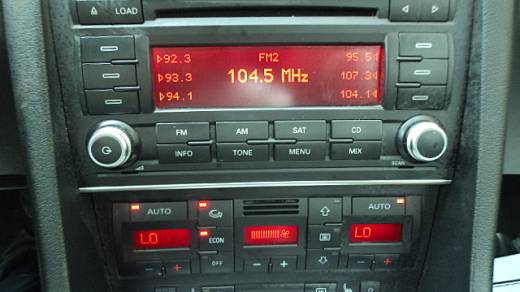 LOAD
92.3 FM2 95.5
93.3 104.5 MHz 107.3
94.1 104.1
FM AM SAT CD
INFO TONE MENU MIX
SCAN
AUTO AUTO
LO ECON LO
OFF
- + - + - +